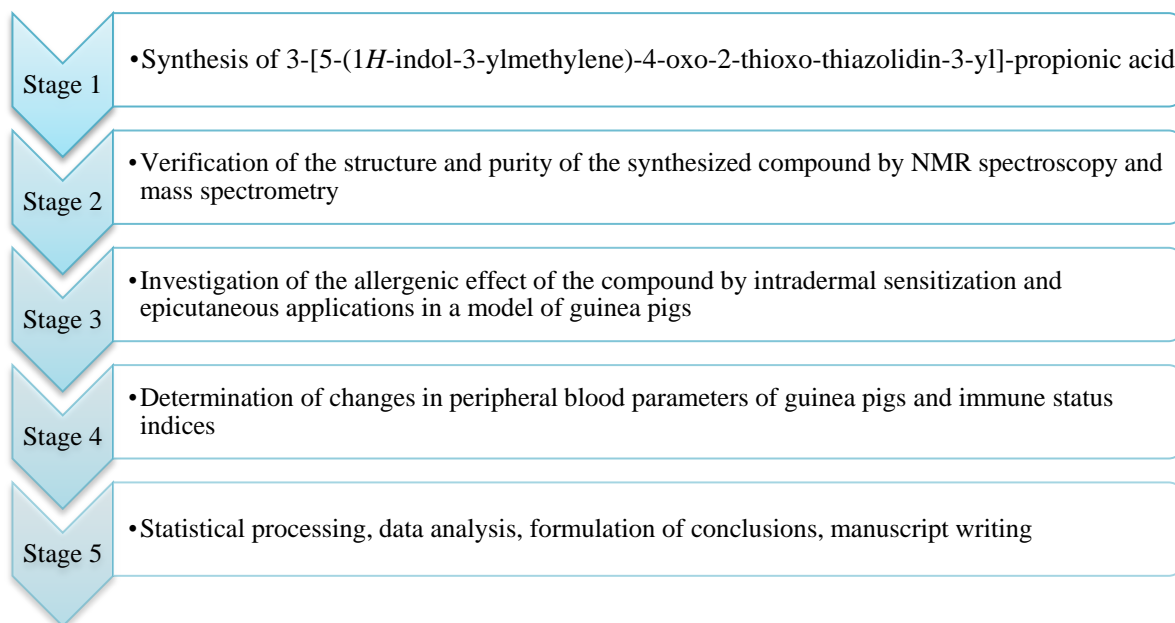 Stage 1
•Synthesis of 3-[5-(1H-indol-3-ylmethylene)-4-oxo-2-thioxo-thiazolidin-3-yl]-propionic acid
Stage 2
•Verification of the structure and purity of the synthesized compound by NMR spectroscopy and
mass spectrometry
Stage 3
•Investigation of the allergenic effect of the compound by intradermal sensitization and
epicutaneous applications in a model of guinea pigs
Stage 4
•Determination of changes in peripheral blood parameters of guinea pigs and immune status
indices
Stage 5
•Statistical processing, data analysis, formulation of conclusions, manuscript writing